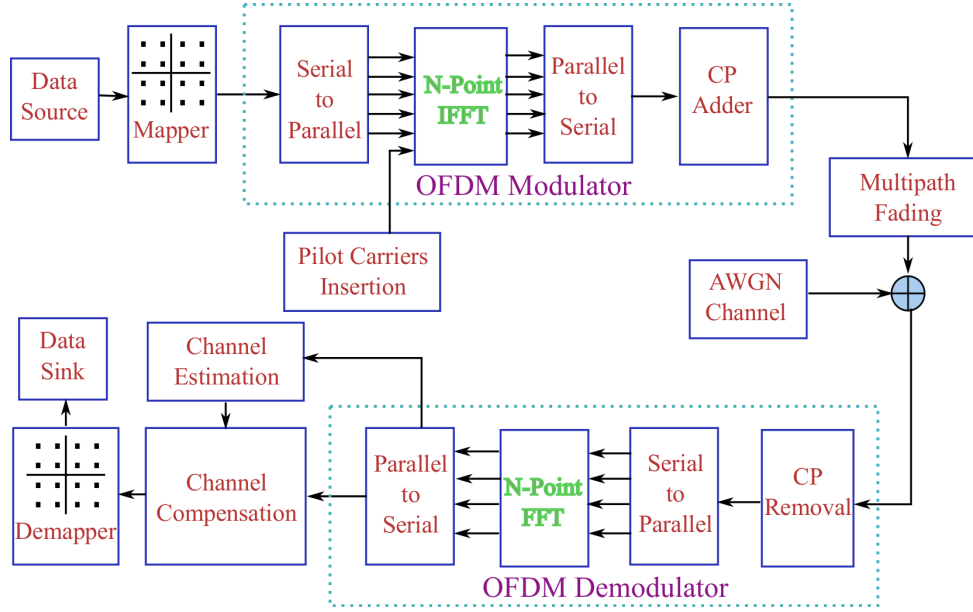 Data
Source
Mapper
Serial
to
Parallel
N-Point
IFFT
Parallel
to
Serial
CP
Adder
OFDM Modulator
Multipath
Fading
Pilot Carriers
Insertion
AWGN
Channel
Data
Sink
Channel
Estimation
Demapper
Channel
Compensation
Parallel
to
Serial
N-Point
FFT
Serial
to
Parallel
CP
Removal
OFDM Demodulator